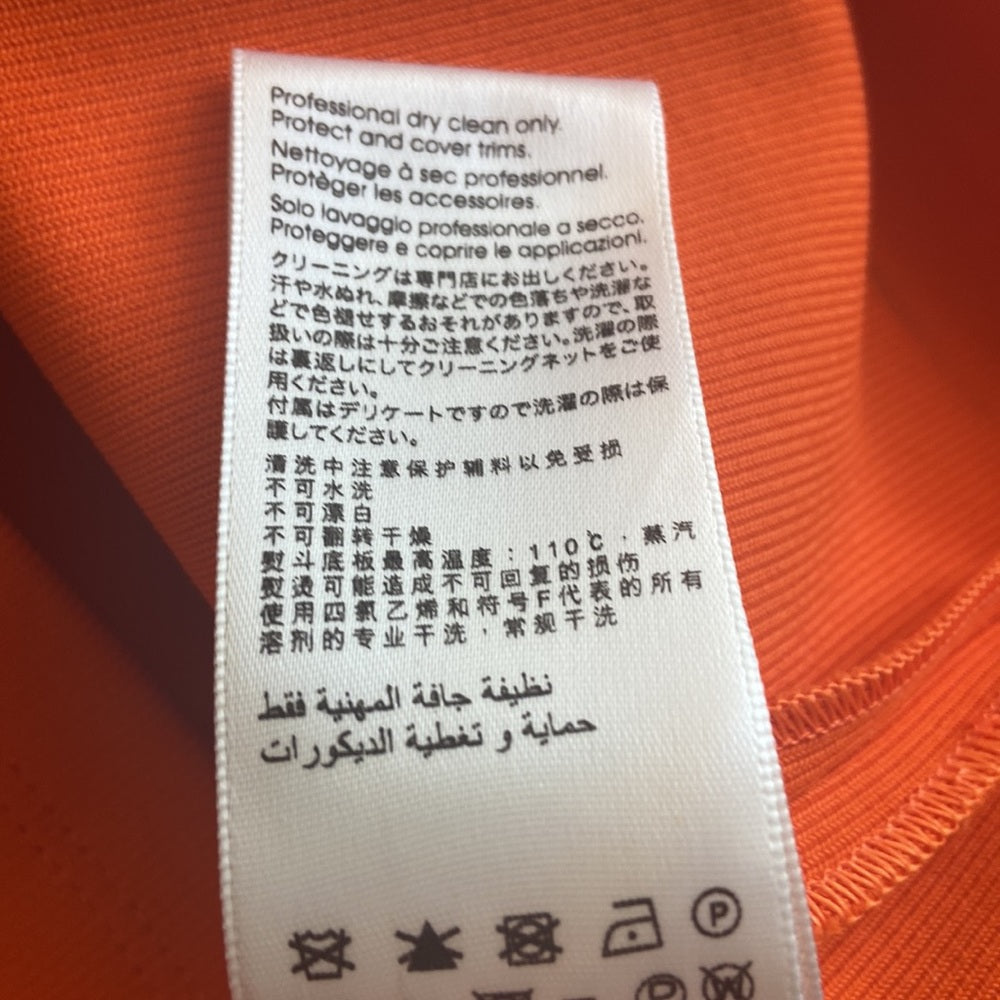 Professional dry clean only.
Protect and cover trims.
Nettoyage à sec professionnel.
Protéger les accessoires.
Solo lavaggio professionale a secco.
Proteggere e coprire le applicazioni.
クリーニングは専門店にお出しください。
汗や水ぬれ、摩擦などでの色落ちや洗濯な
どで色褪せするおそれがありますので、取
扱いの際は十分ご注意ください。洗濯の際
は裏返しにしてクリーニングネットをご使
用ください。
付属はデリケートですので洗濯の際は保
護してください。
清洗中注意保护辅料以免受损
不可水洗
不可漂白
不可翻转干燥
熨斗底板最高温度：110℃，蒸汽
熨烫可能造成不可回复的损伤
使用四氯乙烯和符号F代表的所有
溶剂的专业干洗，常规干洗
نظيفة جافة المهنية فقط
حماية و تغطية الديكورات
P
P
W